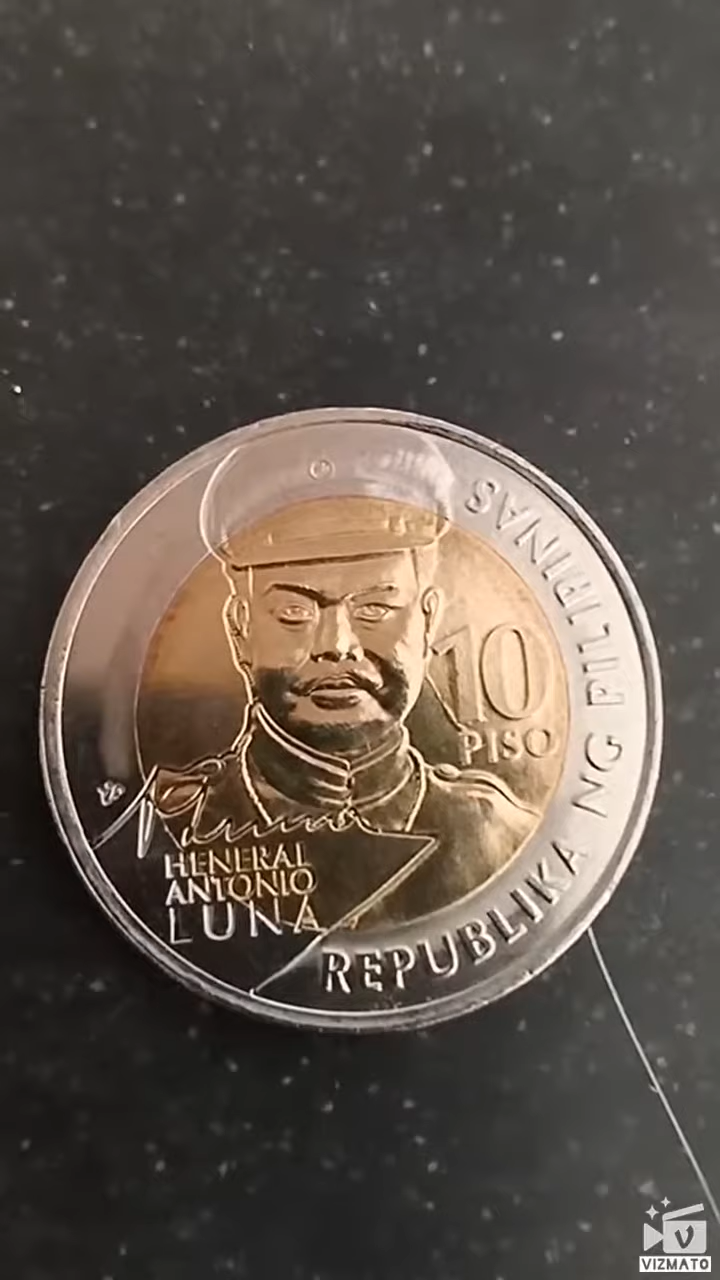 10
PISO
HENERAL
ANTONIO
LUNA
REPUBLIKA NG PILIPINAS
VIZMATO